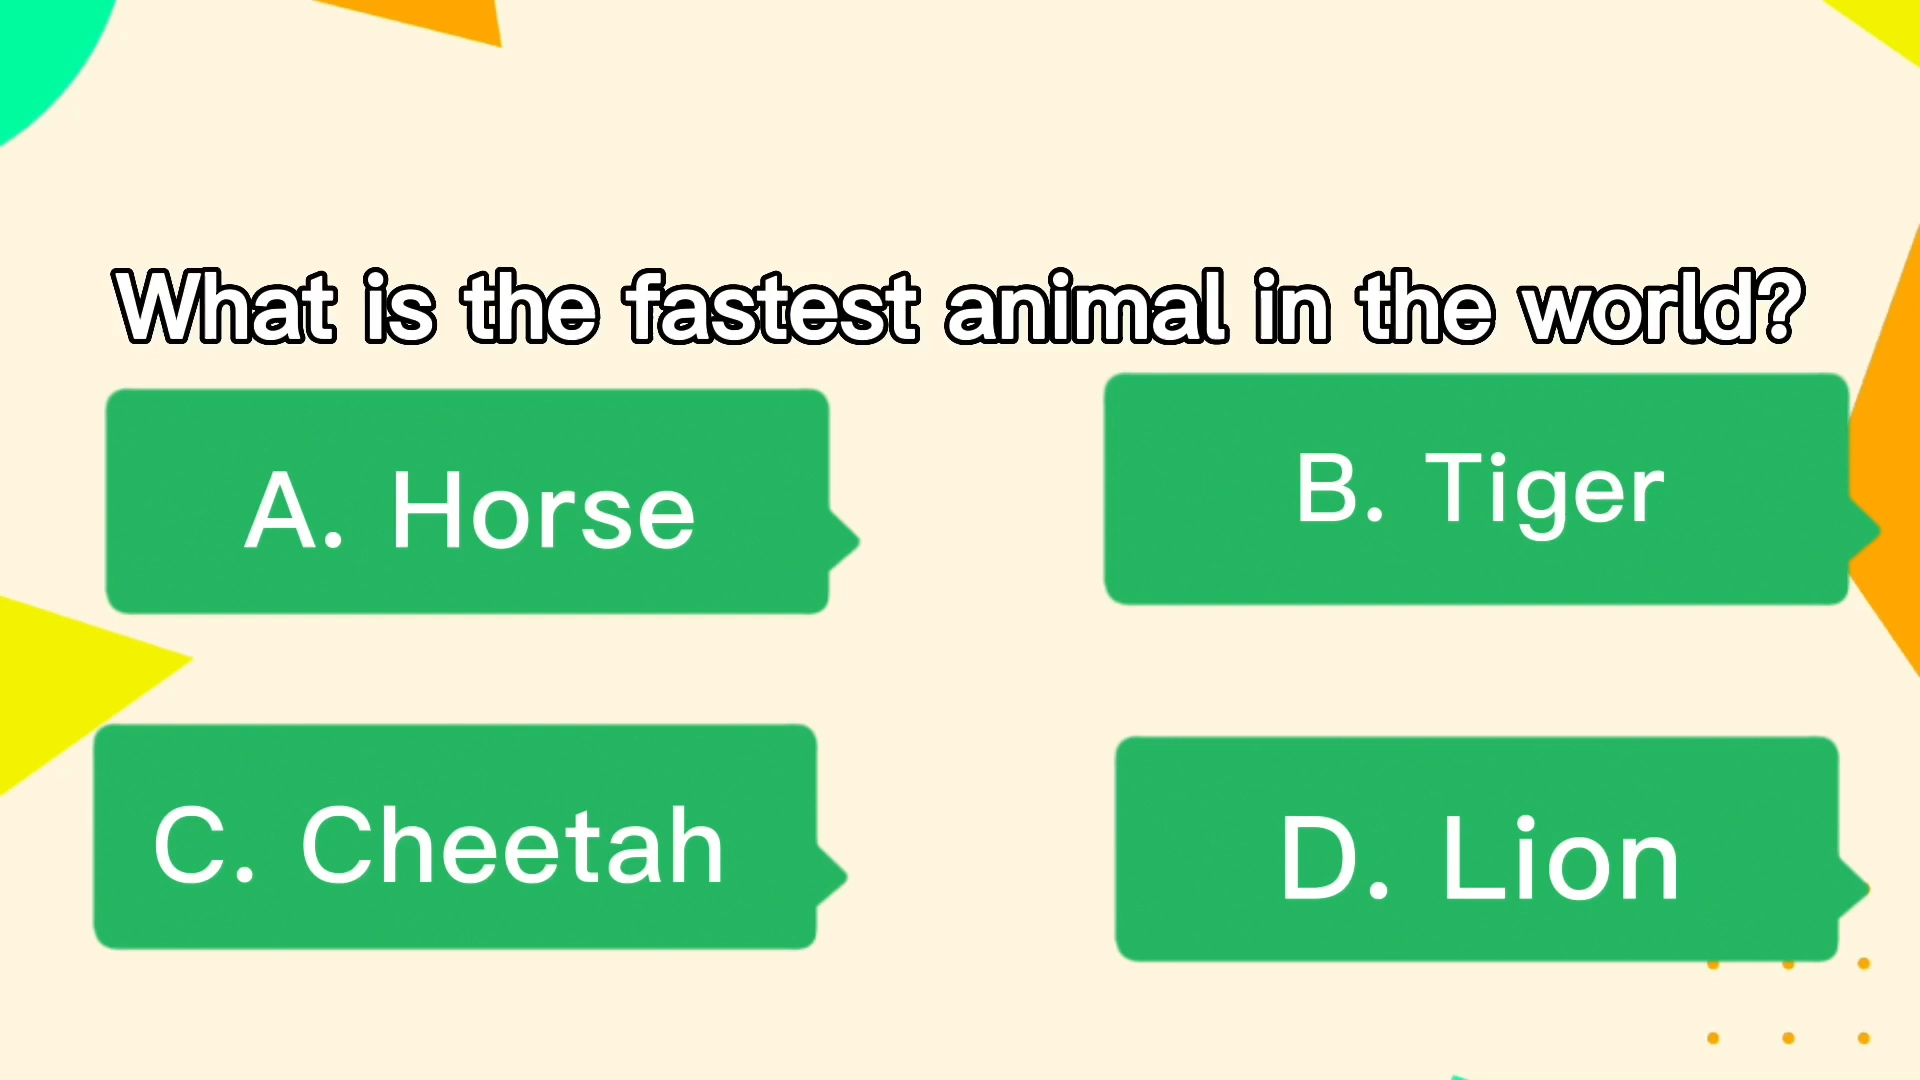 What is the fastest animal in the world?
A. Horse
B. Tiger
C. Cheetah
D. Lion